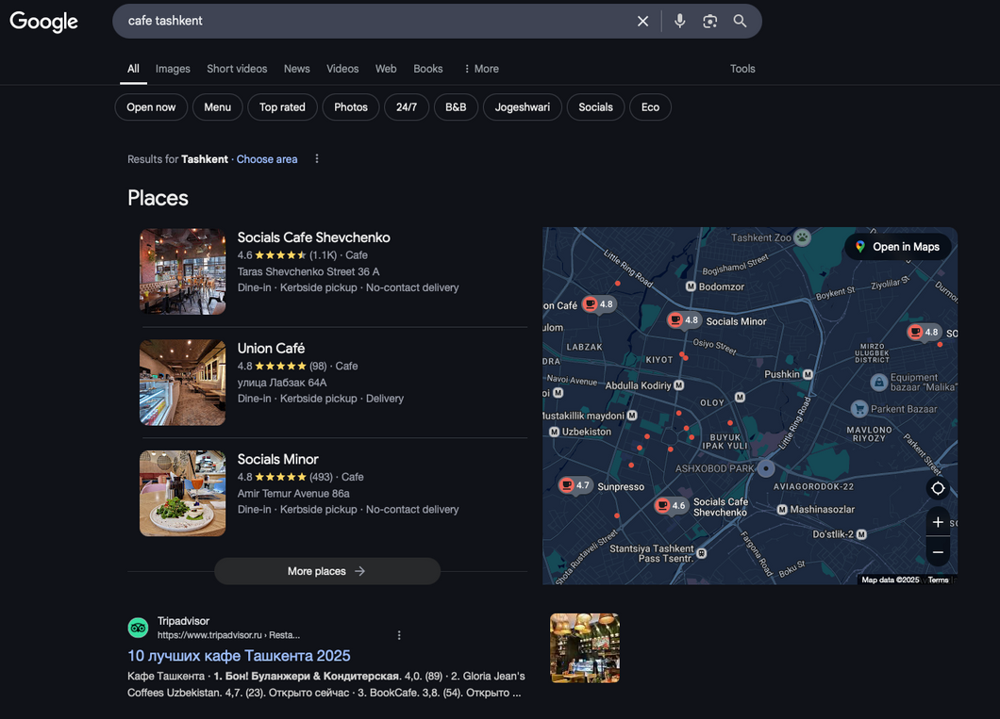 Google
cafe tashkent
All Images Short videos News Videos Web Books More Tools
Open now Menu Top rated Photos 24/7 B&B Jogeshwari Socials Eco
Results for Tashkent · Choose area
Places
Socials Cafe Shevchenko
4.6 (1.1K) · Cafe
Taras Shevchenko Street 36 A
Dine-in · Kerbside pickup · No-contact delivery
Union Café
4.8 (98) · Cafe
улица Лабзак 64А
Dine-in · Kerbside pickup · Delivery
Socials Minor
4.8 (493) · Cafe
Amir Temur Avenue 86a
Dine-in · Kerbside pickup · No-contact delivery
More places →
Tashkent Zoo
Open in Maps
Little Ring Road
Bogishamol Street
Bodomzor
Boykent St
Ziyolilar St
Durmo
on Café 4.8
4.8 Socials Minor
4.8 SO
ulom
LABZAK
Osiyo Street
KIYOT
MIRZO
ULUGBEK
DISTRICT
DRA
Navoi Avenue
Abdulla Kodiriy
Pushkin
Equipment
bazaar "Malika"
oi
OLOY
Parkent Bazaar
Mustakillik maydoni
Uzbekiston
Little Ring Road
BUYUK
IPAK YULI
MAVLONO
RIYOZIY
Parkent Street
ASHXOBOD PARK
4.7 Sunpresso
AVIAGORODOK-22
4.6 Socials Cafe
Shevchenko
Mashinasozlar
Do'stlik-2
Stantsiya Tashkent
Pass Tsentr.
Shota Rustaveli Street
Fargona Road
Boku St
Map data ©2025 Terms
Tripadvisor
https://www.tripadvisor.ru › Resta...
10 лучших кафе Ташкента 2025
Кафе Ташкента · 1. Бон! Буланжери & Кондитерская. 4,0. (89) · 2. Gloria Jean's
Coffees Uzbekistan. 4,7. (23). Открыто сейчас · 3. BookCafe. 3,8. (54). Открыто ...